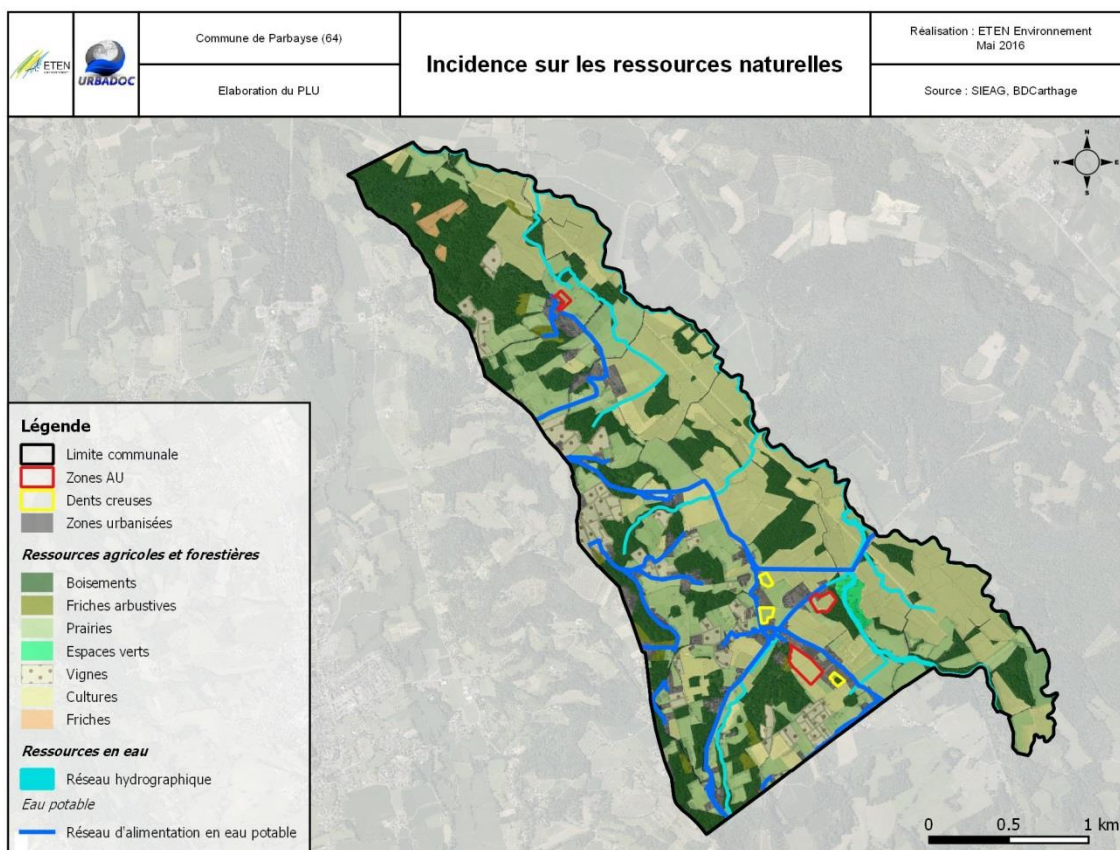 ETEN
URBADOC
Commune de Parbayse (64)
Elaboration du PLU
Incidence sur les ressources naturelles
Réalisation : ETEN Environnement
Mai 2016
Source : SIEAG, BDCarthage
N
W
E
S
Légende
Limite communale
Zones AU
Dents creuses
Zones urbanisées
Ressources agricoles et forestières
Boisements
Friches arbustives
Prairies
Espaces verts
Vignes
Cultures
Friches
Ressources en eau
Réseau hydrographique
Eau potable
Réseau d'alimentation en eau potable
0 0.5 1 km